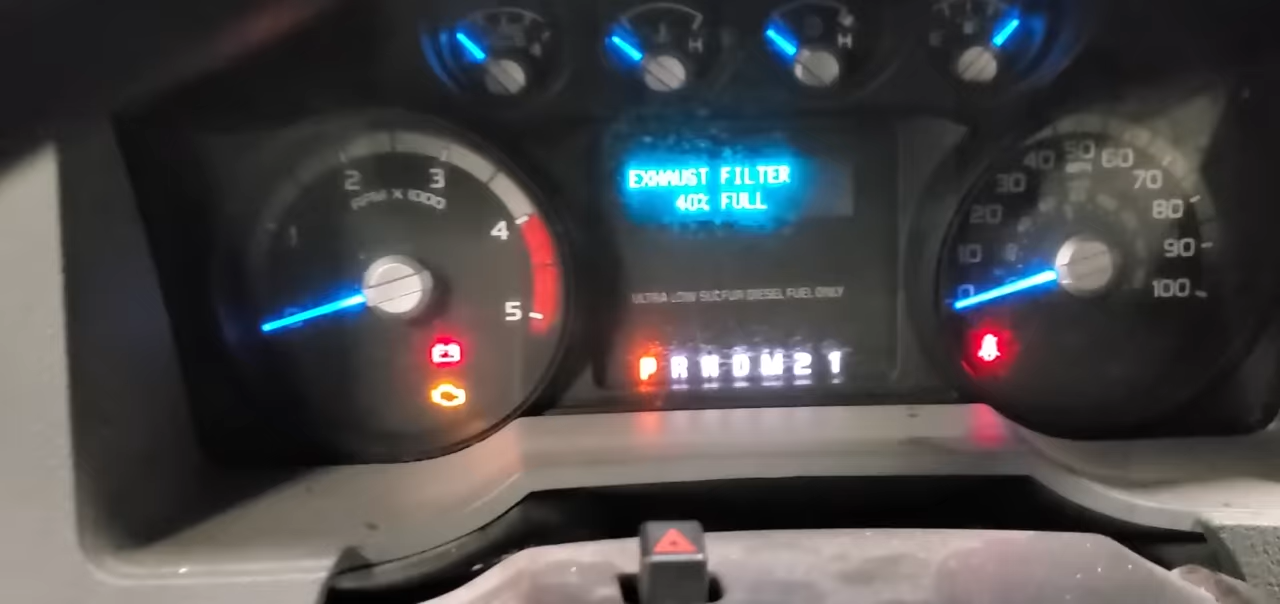 H
H
E
EXHAUST FILTER
40% FULL
1
2
3
4
5
RPM X 1000
ULTRA LOW SULFUR DIESEL FUEL ONLY
P R N D M 2 1
0
10
20
30
40
50
60
70
80
90
100